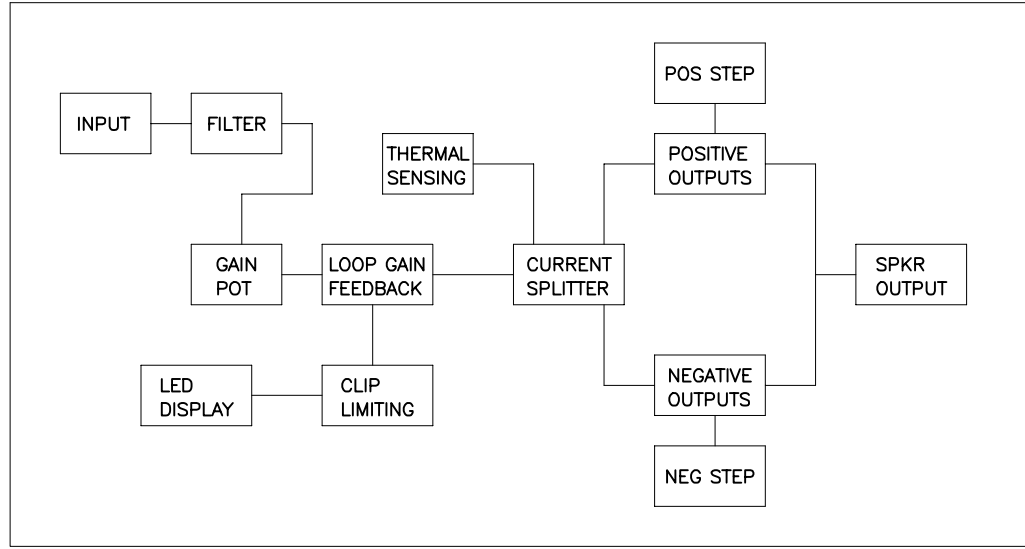 POS STEP
INPUT
FILTER
THERMAL
SENSING
POSITIVE
OUTPUTS
GAIN
POT
LOOP GAIN
FEEDBACK
CURRENT
SPLITTER
SPKR
OUTPUT
LED
DISPLAY
CLIP
LIMITING
NEGATIVE
OUTPUTS
NEG STEP